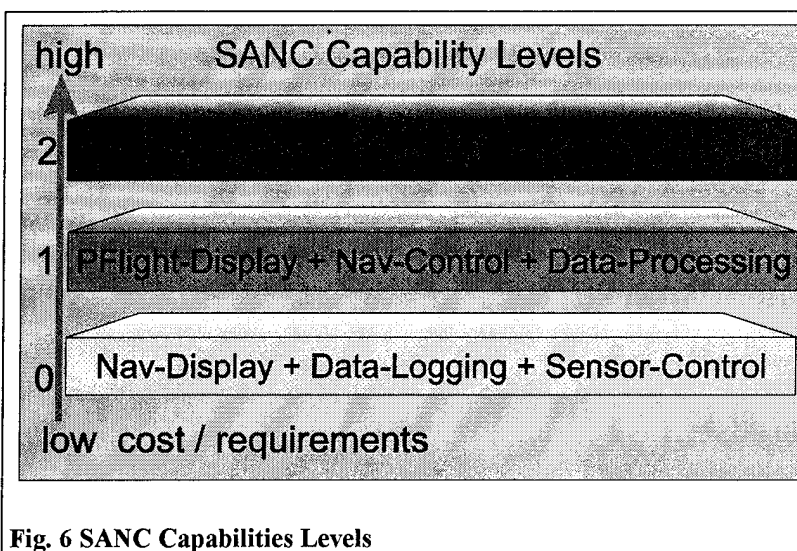 high SANC Capability Levels
2
1 PFlight-Display + Nav-Control + Data-Processing
0 Nav-Display + Data-Logging + Sensor-Control
low cost / requirements
Fig. 6 SANC Capabilities Levels